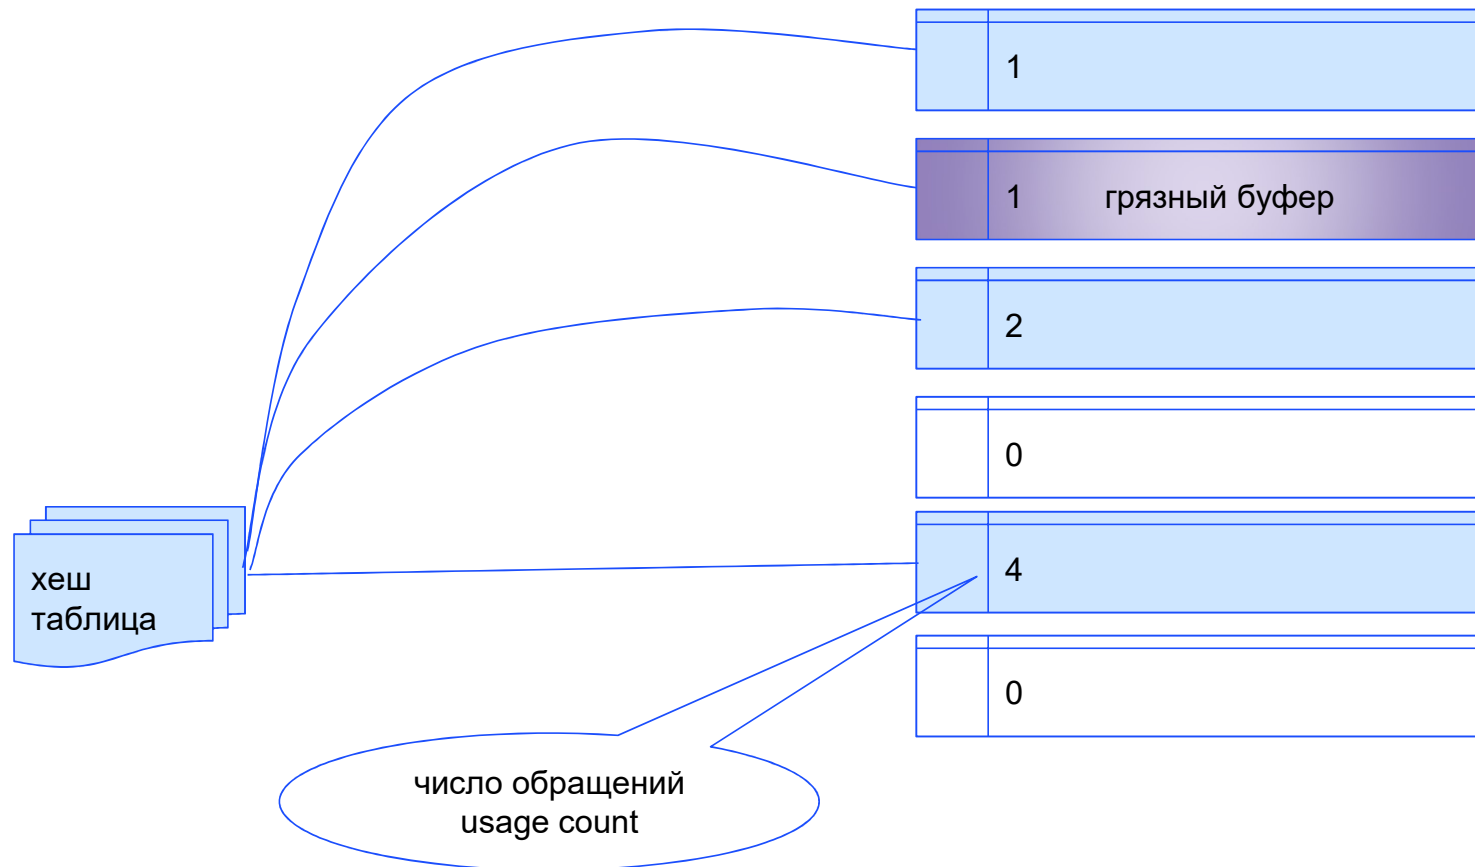 1
1 грязный буфер
2
0
хеш
таблица
4
0
число обращений
usage count